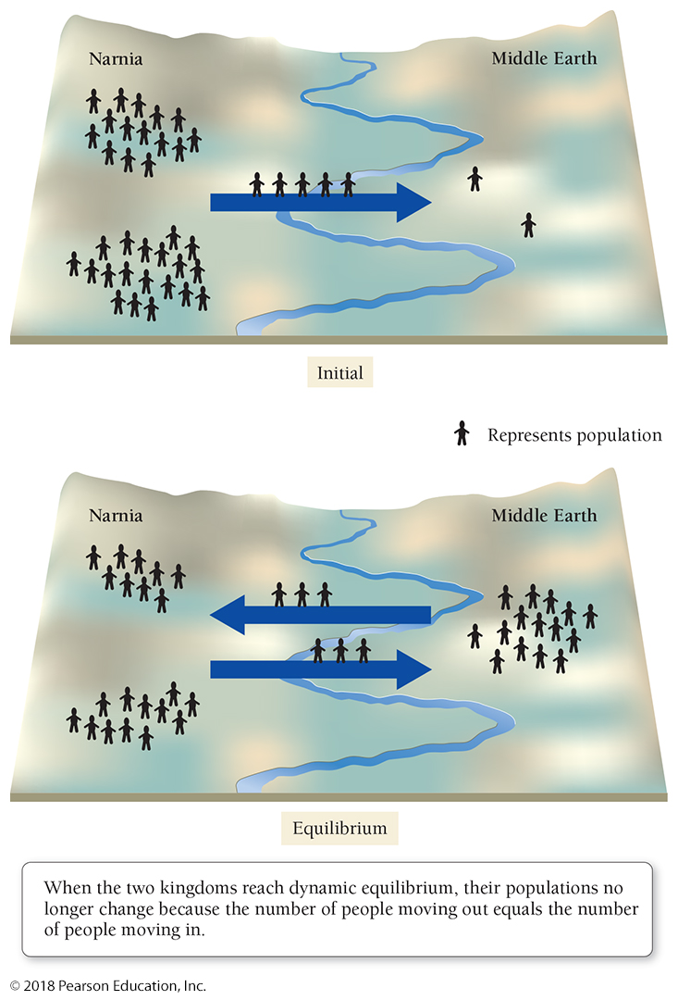 Narnia
Middle Earth
Initial
Represents population
Narnia
Middle Earth
Equilibrium
When the two kingdoms reach dynamic equilibrium, their populations no
longer change because the number of people moving out equals the number
of people moving in.
© 2018 Pearson Education, Inc.